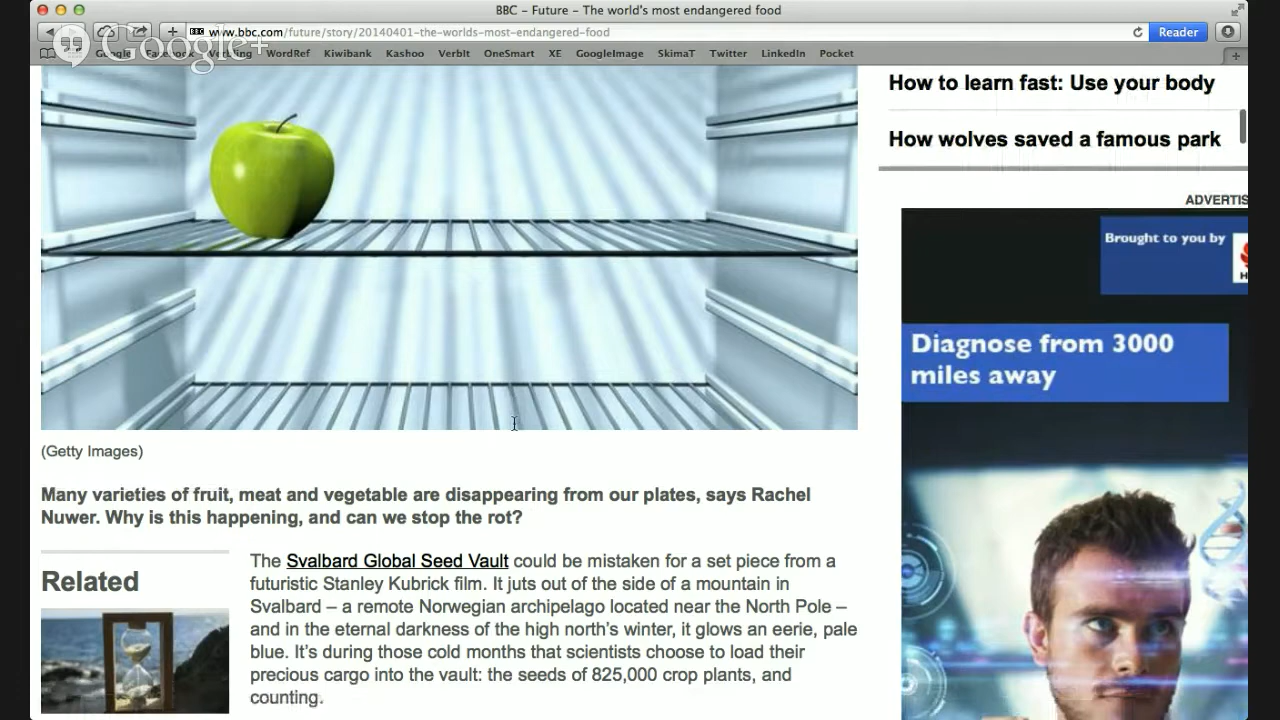 BBC - Future - The world's most endangered food
www.bbc.com/future/story/20140401-the-worlds-most-endangered-food
Reader
Google+
Google Facebook Verbling WordRef Kiwibank Kashoo VerbIt OneSmart XE GoogleImage SkimaT Twitter LinkedIn Pocket
How to learn fast: Use your body
How wolves saved a famous park
ADVERTIS
Brought to you by
H
Diagnose from 3000
miles away
(Getty Images)
Many varieties of fruit, meat and vegetable are disappearing from our plates, says Rachel
Nuwer. Why is this happening, and can we stop the rot?
Related
The Svalbard Global Seed Vault could be mistaken for a set piece from a
futuristic Stanley Kubrick film. It juts out of the side of a mountain in
Svalbard – a remote Norwegian archipelago located near the North Pole –
and in the eternal darkness of the high north's winter, it glows an eerie, pale
blue. It's during those cold months that scientists choose to load their
precious cargo into the vault: the seeds of 825,000 crop plants, and
counting.